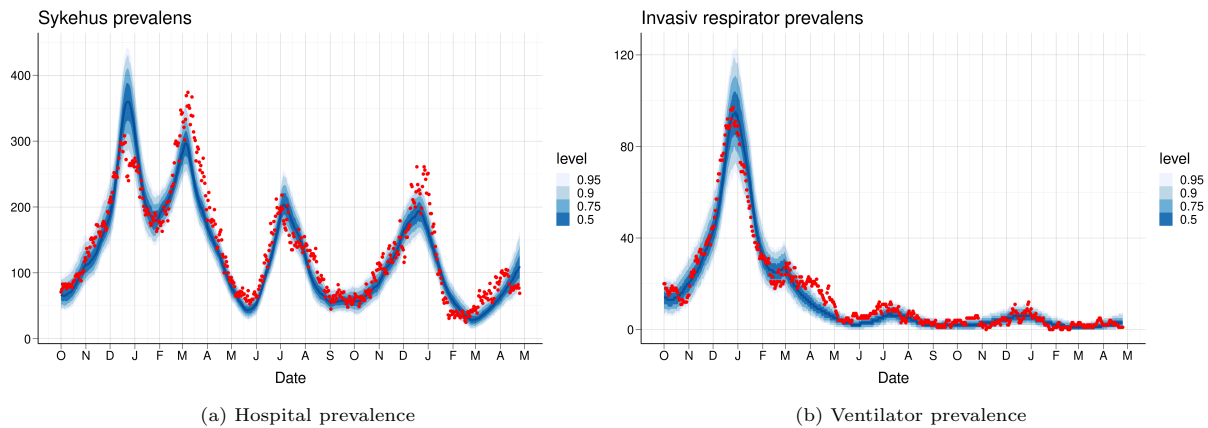 Sykehus prevalens
400
300
200
100
0
O N D J F M A M J J A S O N D J F M A M
Date
level
0.95
0.9
0.75
0.5
(a) Hospital prevalence
Invasiv respirator prevalens
120
80
40
0
O N D J F M A M J J A S O N D J F M A M
Date
level
0.95
0.9
0.75
0.5
(b) Ventilator prevalence